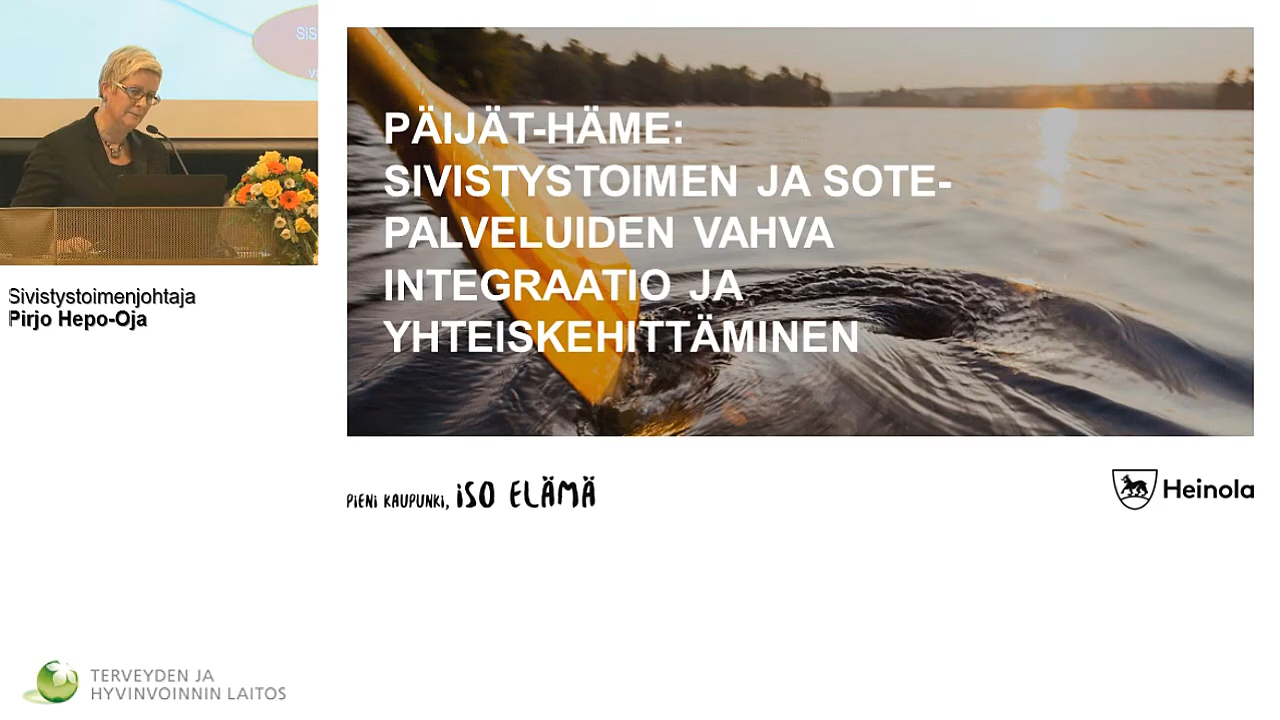 SIS
Sivistystoimenjohtaja
Pirjo Hepo-Oja
PÄIJÄT-HÄME:
SIVISTYSTOIMEN JA SOTE-
PALVELUIDEN VAHVA
INTEGRAATIO JA
YHTEISKEHITTÄMINEN
PIENI KAUPUNKI, ISO ELÄMÄ
Heinola
TERVEYDEN JA
HYVINVOINNIN LAITOS